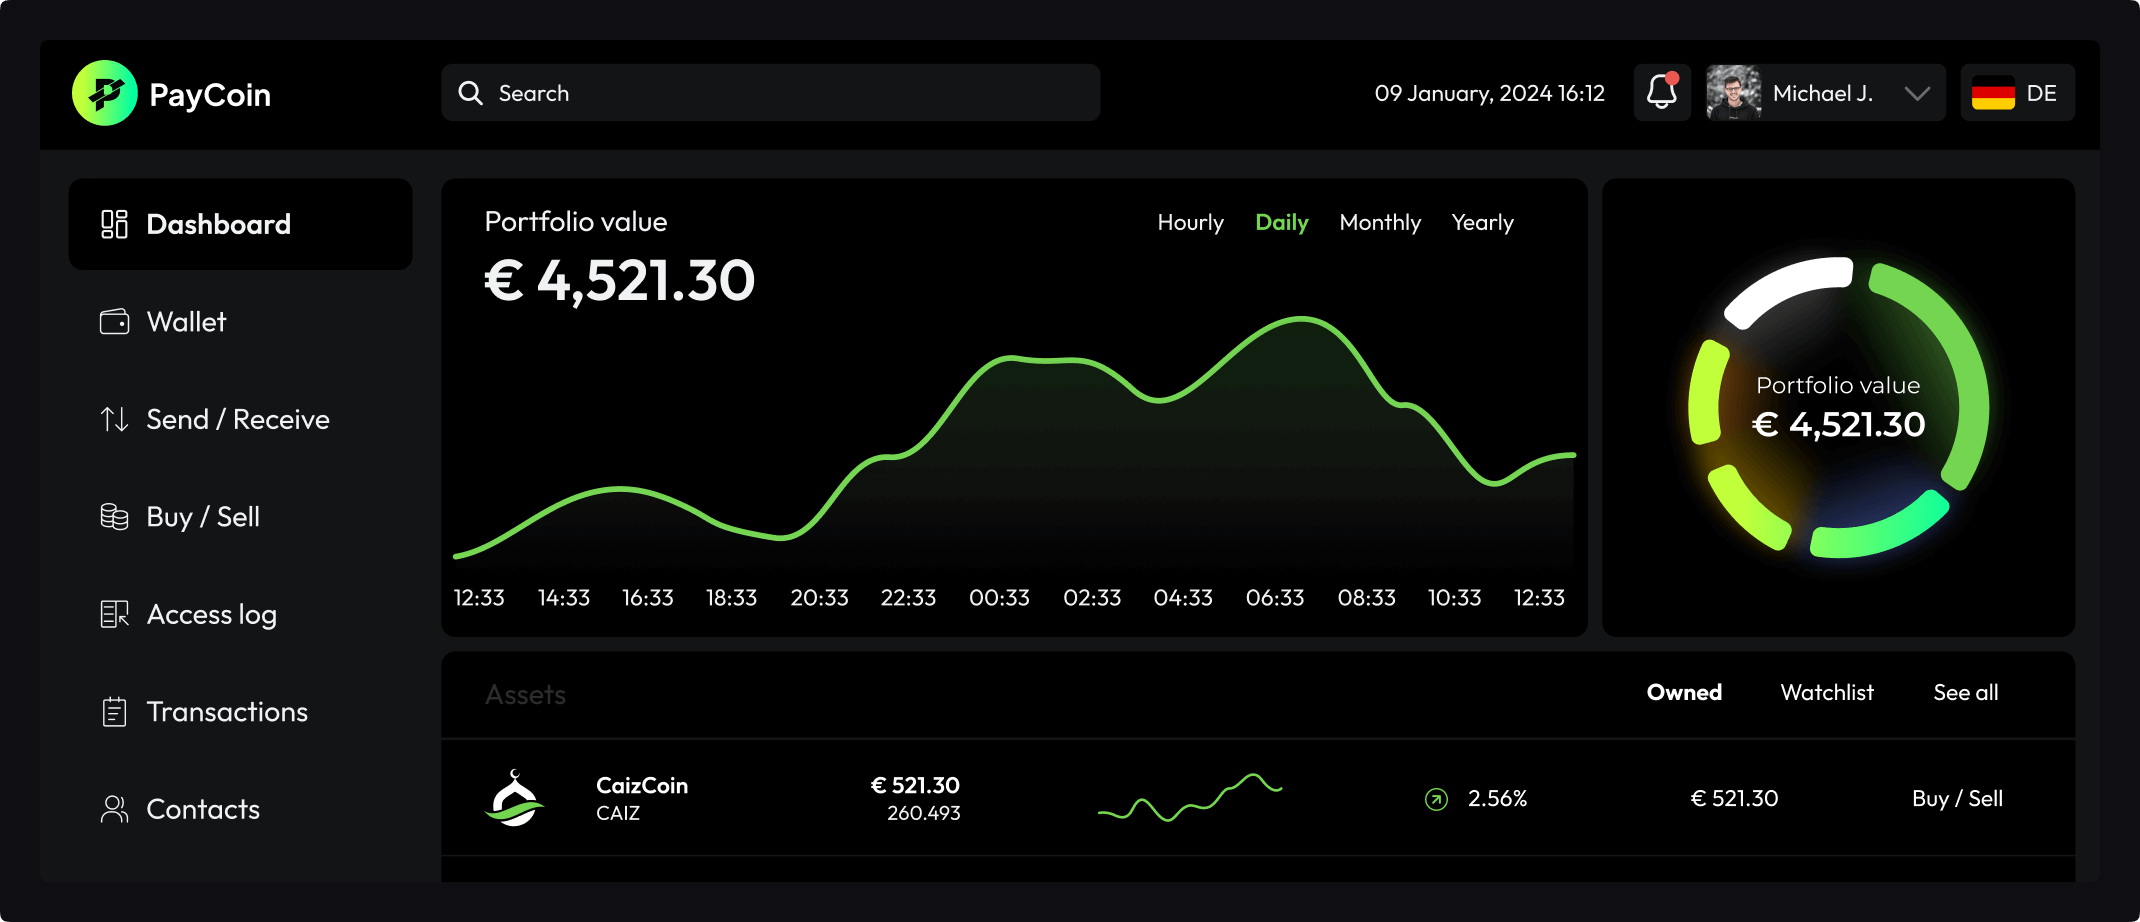 PayCoin
Search
09 January, 2024 16:12
Michael J.
DE
Dashboard
Wallet
Send / Receive
Buy / Sell
Access log
Transactions
Contacts
Portfolio value
€ 4,521.30
Hourly Daily Monthly Yearly
12:33 14:33 16:33 18:33 20:33 22:33 00:33 02:33 04:33 06:33 08:33 10:33 12:33
Portfolio value
€ 4,521.30
Assets
Owned Watchlist See all
CaizCoin
CAIZ
€ 521.30
260.493
2.56%
€ 521.30
Buy / Sell